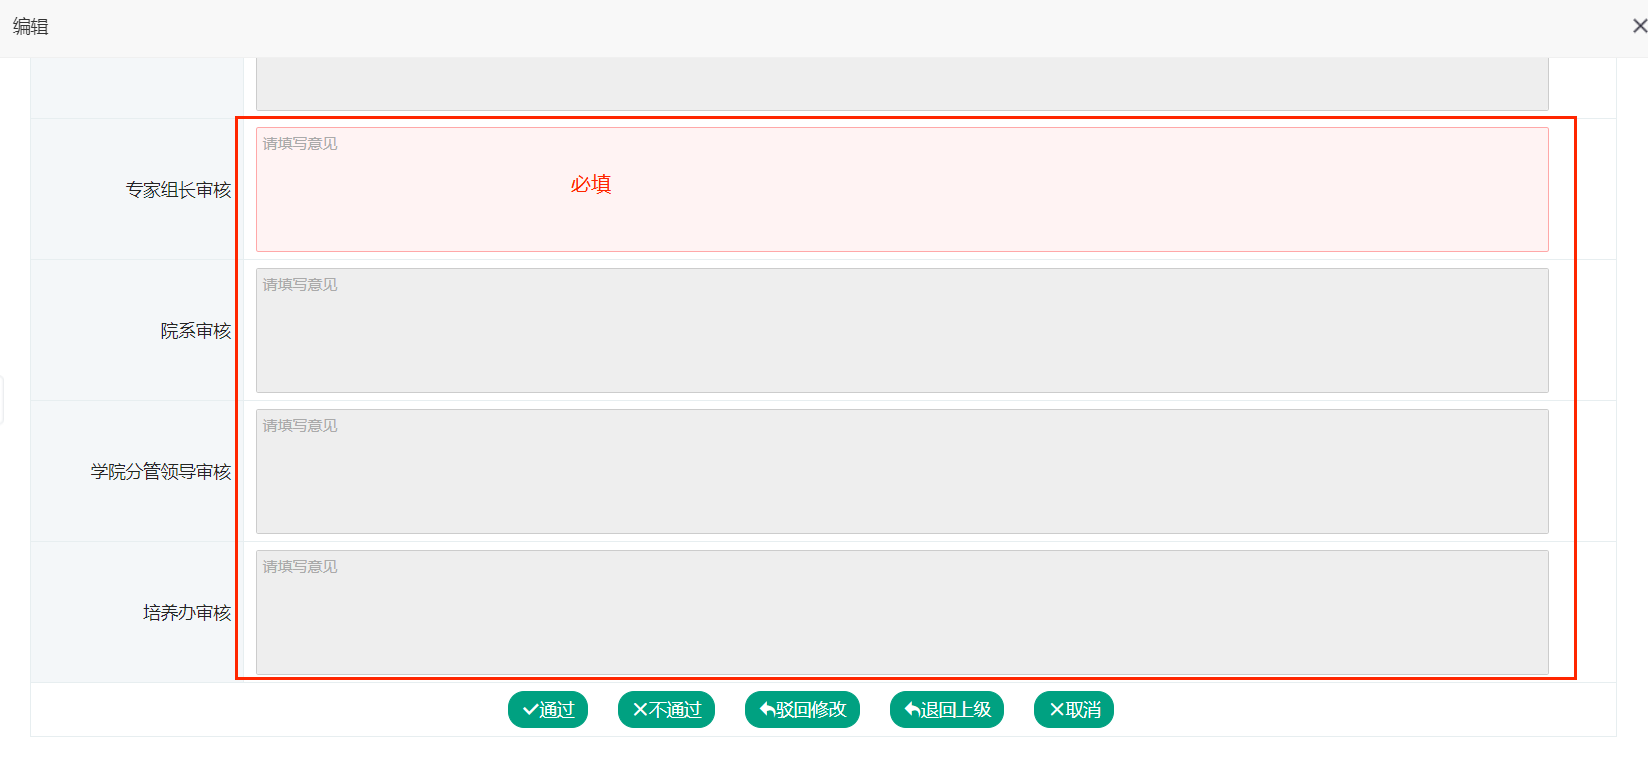 编辑
请填写意见
必填
专家组长审核
请填写意见
院系审核
请填写意见
学院分管领导审核
请填写意见
培养办审核
通过 不通过 驳回修改 退回上级 取消